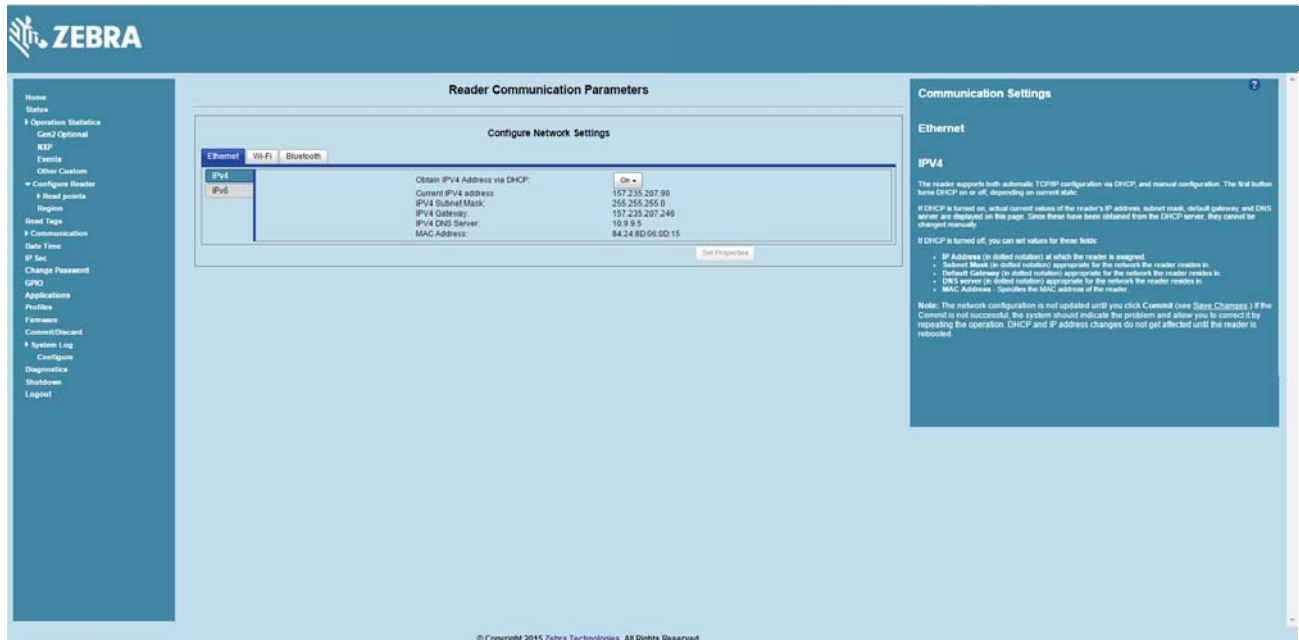 ZEBRA
Home
Status
Operation Statistics
Gen2 Optional
NXP
Events
Other Custom
Configure Reader
Read points
Region
Read Tags
Communication
Date Time
IP Sec
Change Password
GPIO
Applications
Profiles
Firmware
Commit/Discard
System Log
Configure
Diagnostics
Shutdown
Logout
Reader Communication Parameters
Configure Network Settings
Ethernet Wi-Fi Bluetooth
IPv4
IPv6
Obtain IPV4 Address via DHCP: On
Current IPV4 address 157.235.207.90
IPV4 Subnet Mask: 255.255.255.0
IPV4 Gateway: 157.235.207.246
IPV4 DNS Server: 10.9.9.5
MAC Address: 84:24:8D:06:9D:15
Set Properties
?
Communication Settings
Ethernet
IPV4
The reader supports both automatic TCP/IP configuration via DHCP, and manual configuration. The first button
turns DHCP on or off, depending on current state.
If DHCP is turned on, actual current values of the reader's IP address, subnet mask, default gateway, and DNS
server are displayed on this page. Since these have been obtained from the DHCP server, they cannot be
changed manually.
If DHCP is turned off, you can set values for these fields:
• IP Address (in dotted notation) at which the reader is assigned.
• Subnet Mask (in dotted notation) appropriate for the network the reader resides in.
• Default Gateway (in dotted notation) appropriate for the network the reader resides in.
• DNS server (in dotted notation) appropriate for the network the reader resides in.
• MAC Address - Specifies the MAC address of the reader.
Note: The network configuration is not updated until you click Commit (see Save Changes.) If the
Commit is not successful, the system should indicate the problem and allow you to correct it by
repeating the operation. DHCP and IP address changes do not get affected until the reader is
rebooted.
© Copyright 2015 Zebra Technologies. All Rights Reserved.